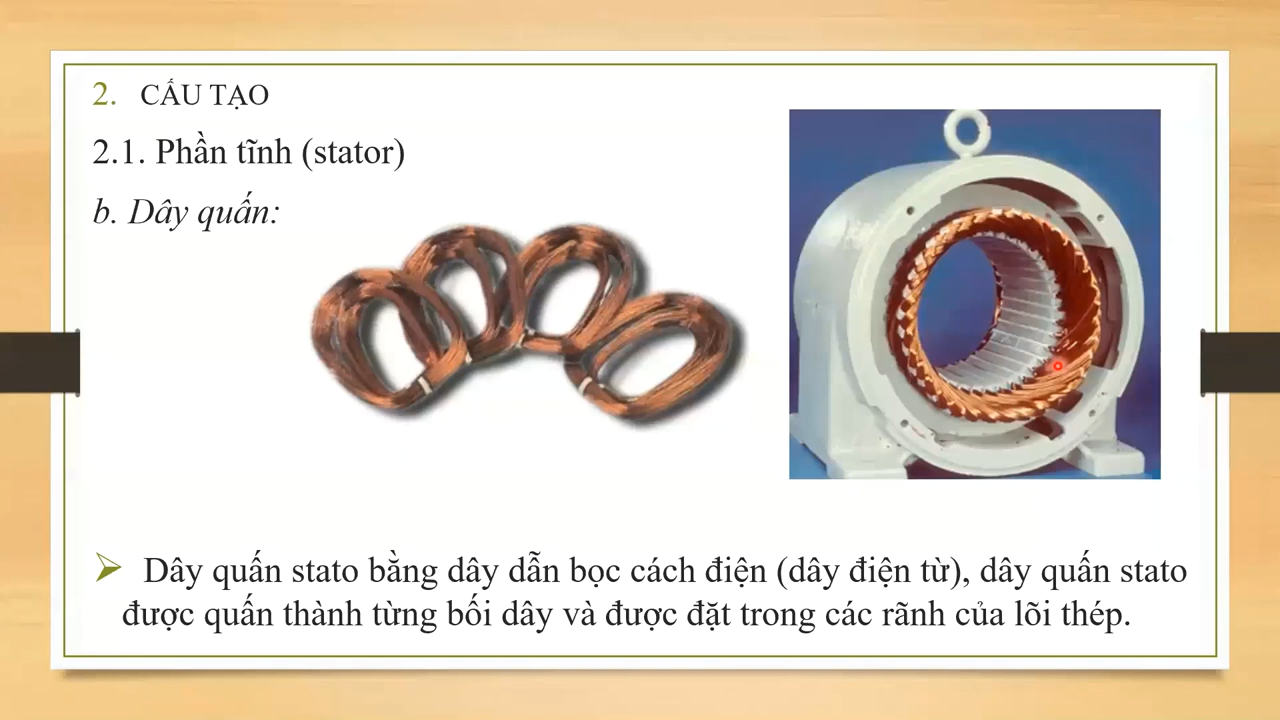 2. CẤU TẠO
2.1. Phần tĩnh (stator)
b. Dây quấn:
Dây quấn stato bằng dây dẫn bọc cách điện (dây điện từ), dây quấn stato
được quấn thành từng bối dây và được đặt trong các rãnh của lõi thép.